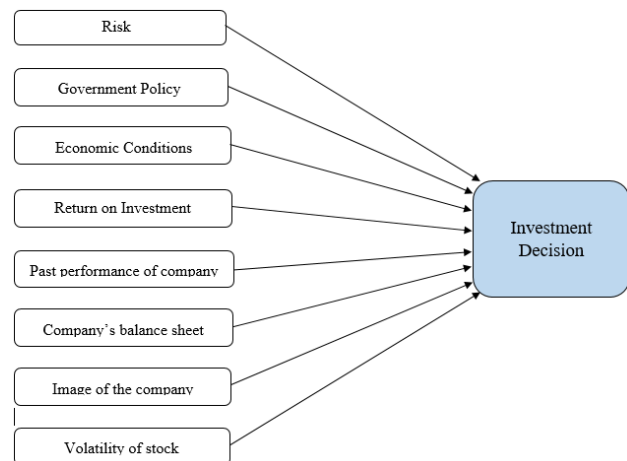 Risk
Government Policy
Economic Conditions
Return on Investment
Past performance of company
Company’s balance sheet
Image of the company
Volatility of stock
Investment
Decision